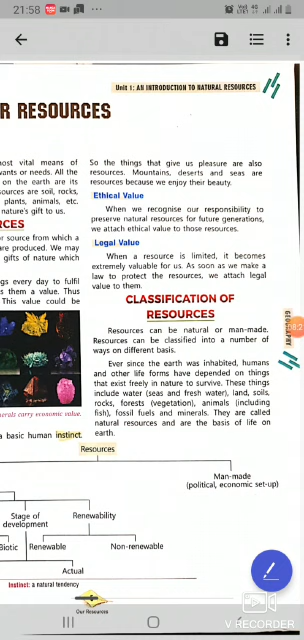 21:58
Unit 1: AN INTRODUCTION TO NATURAL RESOURCES
R RESOURCES
most vital means of
wants or needs. All the
on the earth are its
sources are soil, rocks,
plants, animals, etc.
nature's gift to us.
RCES
or source from which a
are produced. We may
gifts of nature which
gs every day to fulfil
s them a value. Thus
This value could be
erals carry economic value.
a basic human instinct.
So the things that give us pleasure are also
resources. Mountains, deserts and seas are
resources because we enjoy their beauty.
Ethical Value
When we recognise our responsibility to
preserve natural resources for future generations,
we attach ethical value to those resources.
Legal Value
When a resource is limited, it becomes
extremely valuable for us. As soon as we make a
law to protect the resources, we attach legal
value to them.
CLASSIFICATION OF
RESOURCES
Resources can be natural or man-made.
Resources can be classified into a number of
ways on different basis.
Ever since the earth was inhabited, humans
and other life forms have depended on things
that exist freely in nature to survive. These things
include water (seas and fresh water), land, soils,
rocks, forests (vegetation), animals (including
fish), fossil fuels and minerals. They are called
natural resources and are the basis of life on
earth.
GEOGRAPHY
Resources
Man-made
(political, economic set-up)
Stage of
development
Renewability
Biotic
Renewable
Non-renewable
Actual
Instinct: a natural tendency
Our Resources
V RECORDER